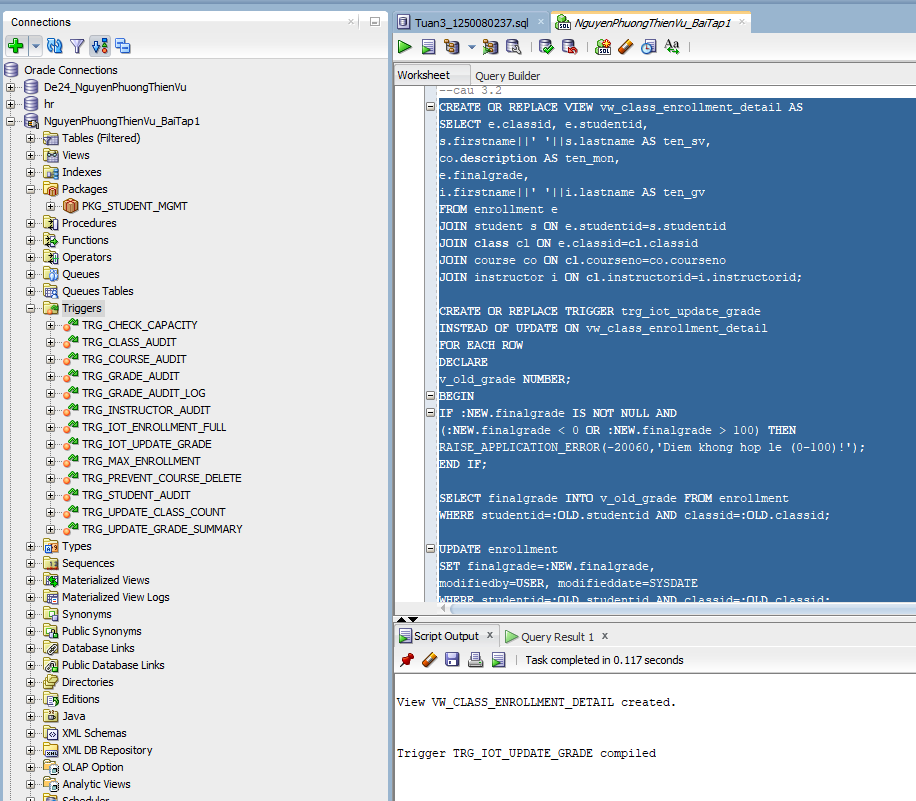 Connections
Oracle Connections
De24_NguyenPhuongThienVu
hr
NguyenPhuongThienVu_BaiTap1
Tables (Filtered)
Views
Indexes
Packages
PKG_STUDENT_MGMT
Procedures
Functions
Operators
Queues
Queues Tables
Triggers
TRG_CHECK_CAPACITY
TRG_CLASS_AUDIT
TRG_COURSE_AUDIT
TRG_GRADE_AUDIT
TRG_GRADE_AUDIT_LOG
TRG_INSTRUCTOR_AUDIT
TRG_IOT_ENROLLMENT_FULL
TRG_IOT_UPDATE_GRADE
TRG_MAX_ENROLLMENT
TRG_PREVENT_COURSE_DELETE
TRG_STUDENT_AUDIT
TRG_UPDATE_CLASS_COUNT
TRG_UPDATE_GRADE_SUMMARY
Types
Sequences
Materialized Views
Materialized View Logs
Synonyms
Public Synonyms
Database Links
Public Database Links
Directories
Editions
Java
XML Schemas
XML DB Repository
OLAP Option
Analytic Views
Scheduler
Tuan3_1250080237.sql
NguyenPhuongThienVu_BaiTap1
Worksheet
Query Builder
--cau 3.2
CREATE OR REPLACE VIEW vw_class_enrollment_detail AS
SELECT e.classid, e.studentid,
s.firstname||' '||s.lastname AS ten_sv,
co.description AS ten_mon,
e.finalgrade,
i.firstname||' '||i.lastname AS ten_gv
FROM enrollment e
JOIN student s ON e.studentid=s.studentid
JOIN class cl ON e.classid=cl.classid
JOIN course co ON cl.courseno=co.courseno
JOIN instructor i ON cl.instructorid=i.instructorid;
CREATE OR REPLACE TRIGGER trg_iot_update_grade
INSTEAD OF UPDATE ON vw_class_enrollment_detail
FOR EACH ROW
DECLARE
v_old_grade NUMBER;
BEGIN
IF :NEW.finalgrade IS NOT NULL AND
(:NEW.finalgrade < 0 OR :NEW.finalgrade > 100) THEN
RAISE_APPLICATION_ERROR(-20060,'Diem khong hop le (0-100)!');
END IF;
SELECT finalgrade INTO v_old_grade FROM enrollment
WHERE studentid=:OLD.studentid AND classid=:OLD.classid;
UPDATE enrollment
SET finalgrade=:NEW.finalgrade,
modifiedby=USER, modifieddate=SYSDATE
WHERE studentid=:OLD.studentid AND classid=:OLD.classid;
Script Output
Query Result 1
Task completed in 0.117 seconds
View VW_CLASS_ENROLLMENT_DETAIL created.
Trigger TRG_IOT_UPDATE_GRADE compiled